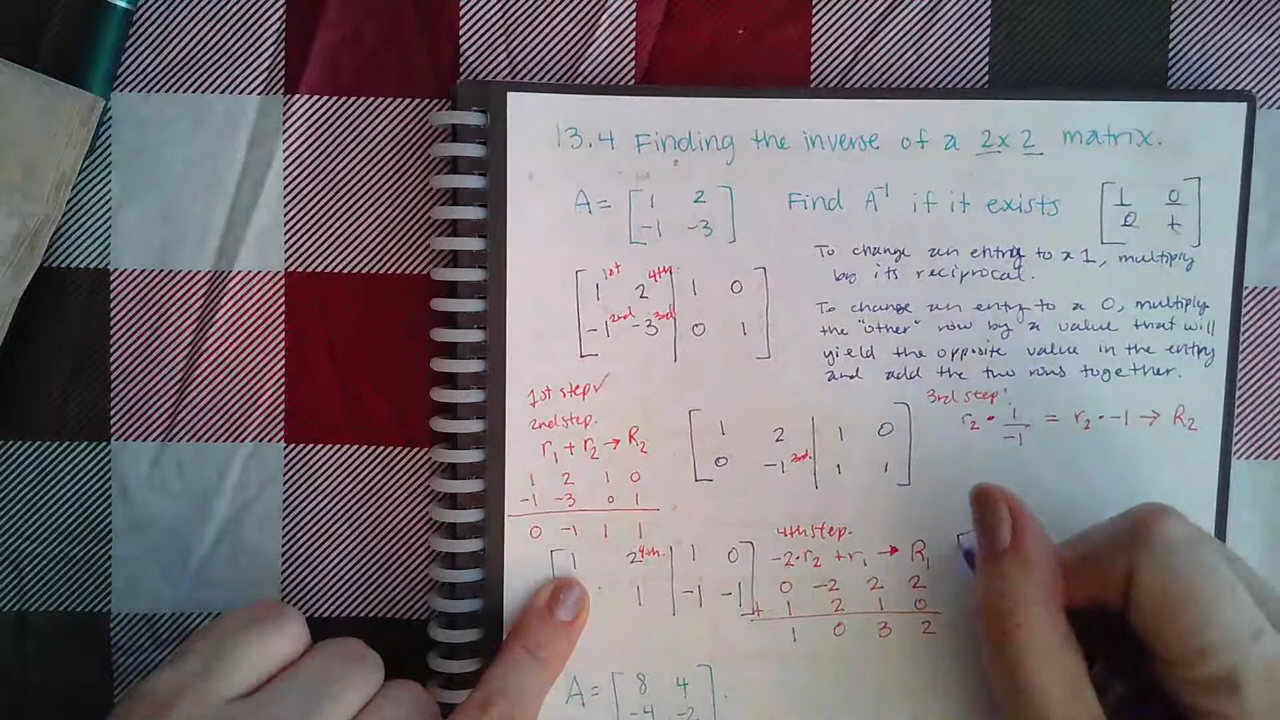 13.4 Finding the inverse of a 2x2 matrix.
A = [ 1 2
-1 -3 ]
Find A⁻¹ if it exists
[ 1 0
0 1 ]
To change an entry to a 1, multiply
by its reciprocal.
To change an enty to a 0, multiply
the "other" row by a value that will
yield the opposite value in the entry
and add the two rows together.
[ 1 1st 2 4th. | 1 0
-1 2nd -3 3rd | 0 1 ]
1st step ✓
2nd step.
r₁ + r₂ → R₂
1 2 1 0
-1 -3 0 1
0 -1 1 1
[ 1 2 | 1 0
0 -1 3rd. | 1 1 ]
3rd step:
r₂ · 1/-1 = r₂ · -1 → R₂
[ 1 2 4th. | 1 0
1 | -1 -1 ]
4th step.
-2·r₂ + r₁ → R₁
0 -2 2 2
+ 1 2 1 0
1 0 3 2
[
A = [ 8 4
-4 -2 ].